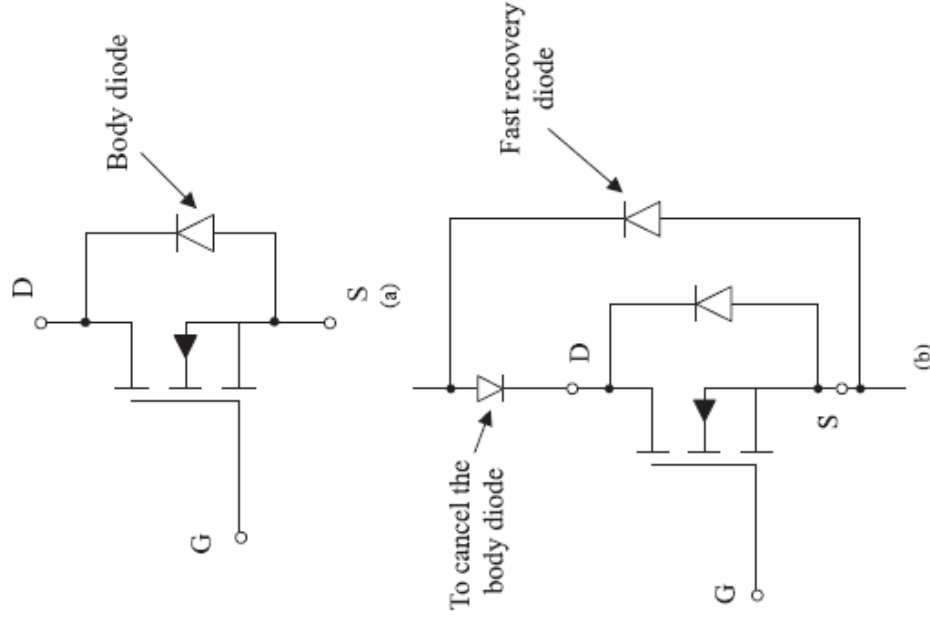 D
Body diode
G
S
(a)
Fast recovery
diode
D
To cancel the
body diode
S
G
(b)